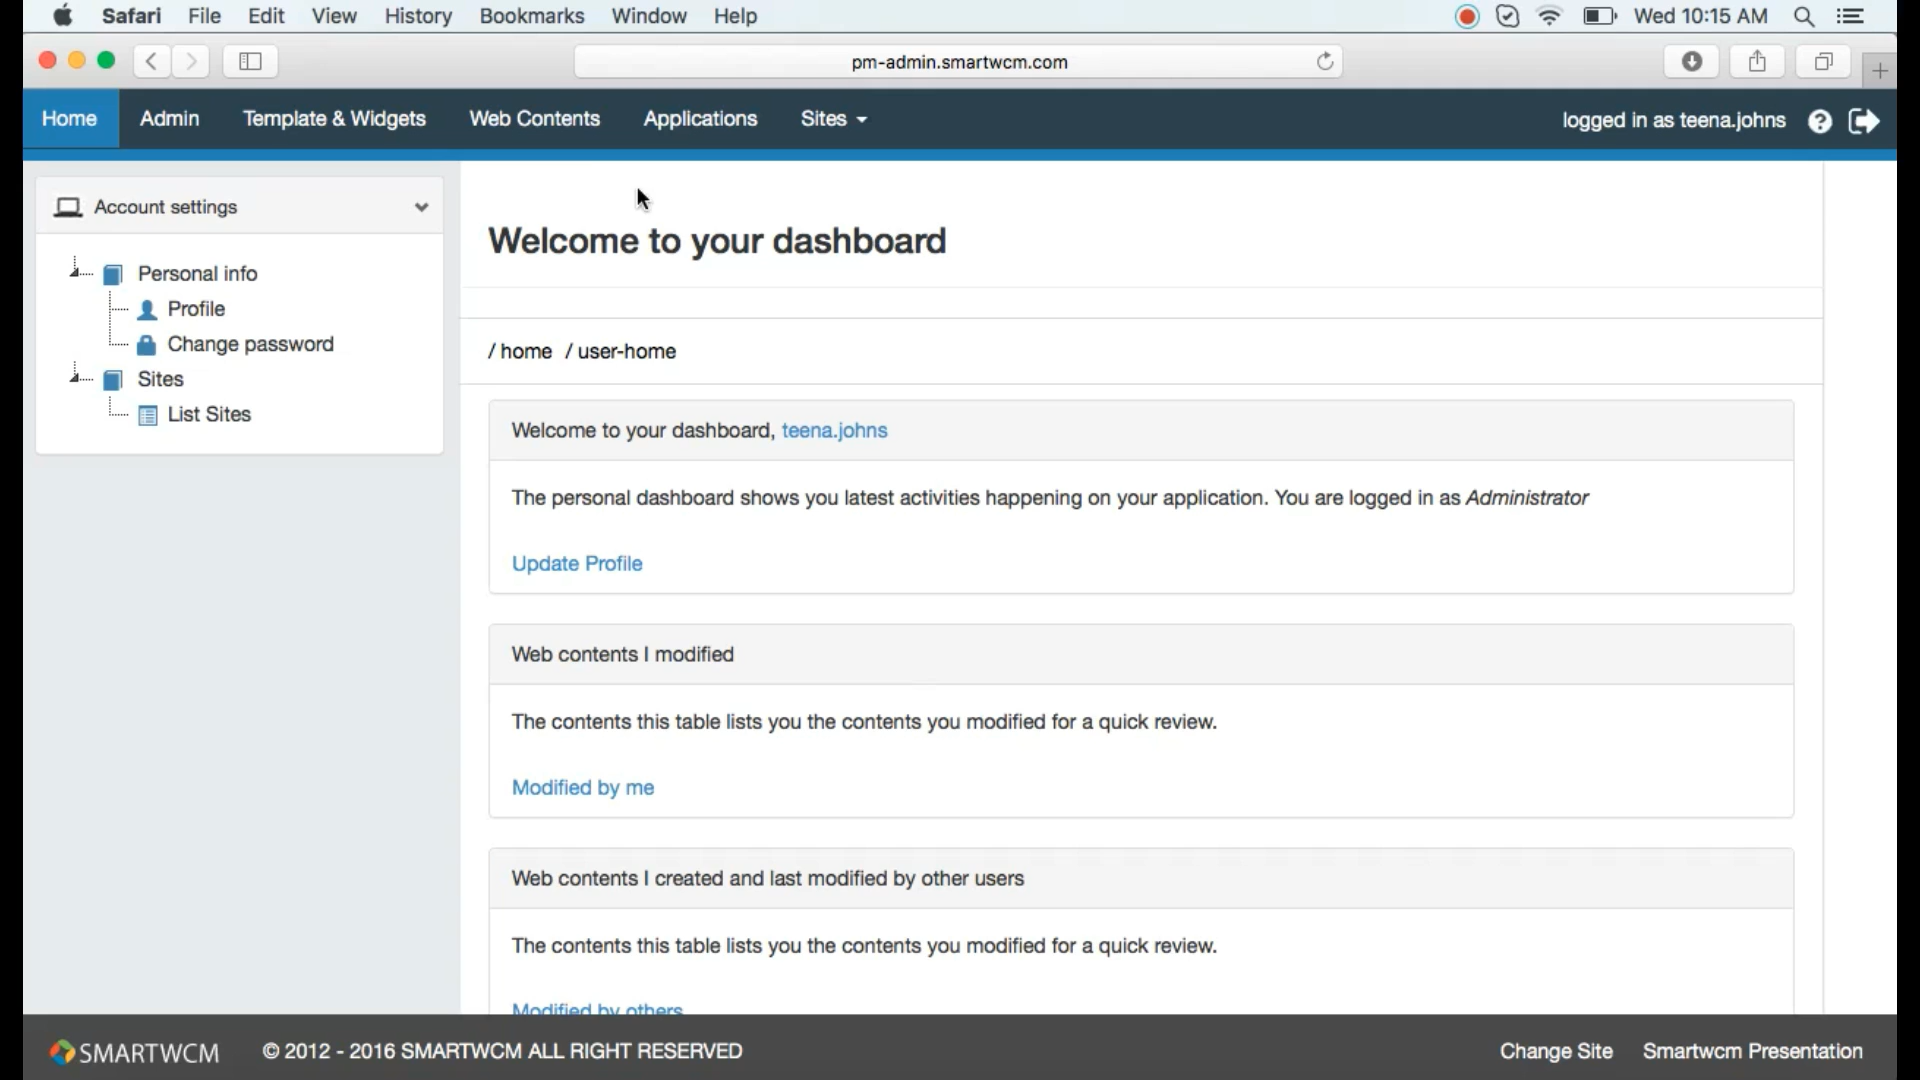 Safari File Edit View History Bookmarks Window Help Wed 10:15 AM
pm-admin.smartwcm.com
Home Admin Template & Widgets Web Contents Applications Sites logged in as teena.johns
Account settings
Personal info
Profile
Change password
Sites
List Sites
Welcome to your dashboard
/ home / user-home
Welcome to your dashboard, teena.johns
The personal dashboard shows you latest activities happening on your application. You are logged in as Administrator
Update Profile
Web contents I modified
The contents this table lists you the contents you modified for a quick review.
Modified by me
Web contents I created and last modified by other users
The contents this table lists you the contents you modified for a quick review.
Modified by others
SMARTWCM © 2012 - 2016 SMARTWCM ALL RIGHT RESERVED Change Site Smartwcm Presentation